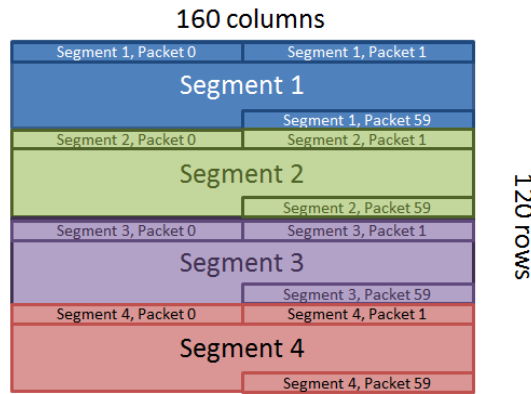 160 columns
Segment 1, Packet 0 Segment 1, Packet 1
Segment 1
Segment 1, Packet 59
Segment 2, Packet 0 Segment 2, Packet 1
Segment 2
Segment 2, Packet 59
120 rows
Segment 3, Packet 0 Segment 3, Packet 1
Segment 3
Segment 3, Packet 59
Segment 4, Packet 0 Segment 4, Packet 1
Segment 4
Segment 4, Packet 59